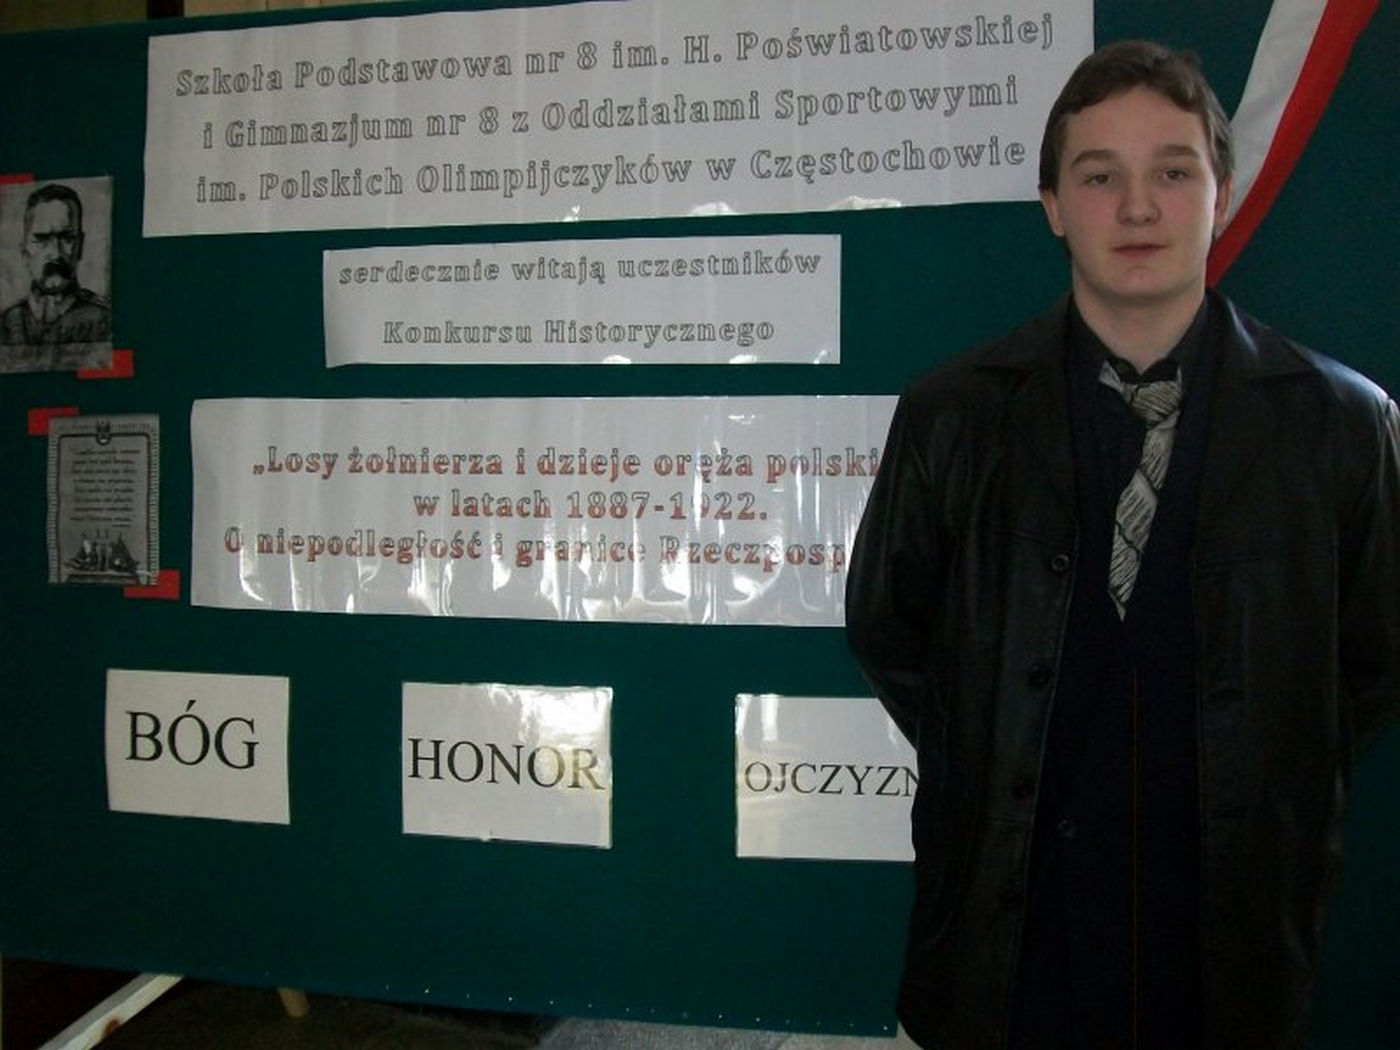 Szkoła Podstawowa nr 8 im. H. Poświatowskiej
i Gimnazjum nr 8 z Oddziałami Sportowymi
im. Polskich Olimpijczyków w Częstochowie
serdecznie witają uczestników
Konkursu Historycznego
„Losy żołnierza i dzieje oręża polski
w latach 1887-1922.
O niepodległość i granice Rzeczposp
BÓG
HONOR
OJCZYZN